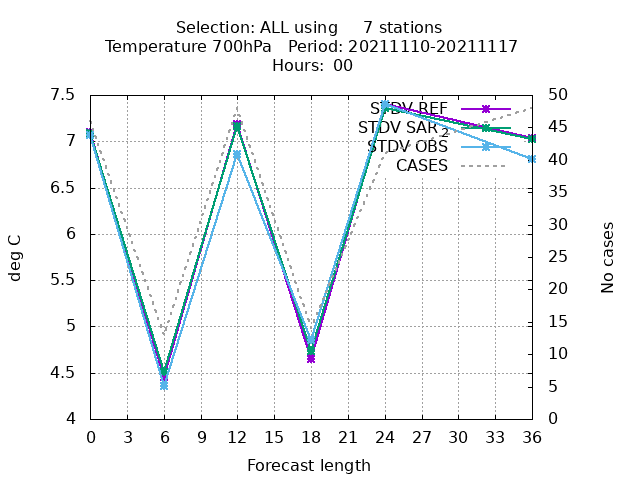 Selection: ALL using     7 stations
Temperature 700hPa   Period: 20211110-20211117
Hours:  00
7.5
7
6.5
6
5.5
5
4.5
4
deg C
50
45
40
35
30
25
20
15
10
5
0
No cases
STDV REF
STDV SAR_2
STDV OBS
CASES
0 3 6 9 12 15 18 21 24 27 30 33 36
Forecast length